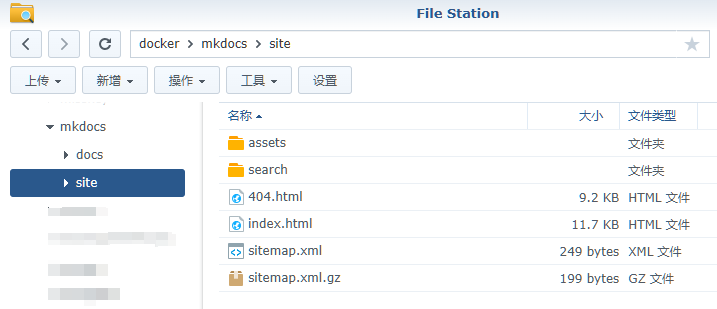 File Station
docker > mkdocs > site
上传 新增 操作 工具 设置
mkdocs
docs
site
名称 大小 文件类型
assets 文件夹
search 文件夹
404.html 9.2 KB HTML 文件
index.html 11.7 KB HTML 文件
sitemap.xml 249 bytes XML 文件
sitemap.xml.gz 199 bytes GZ 文件